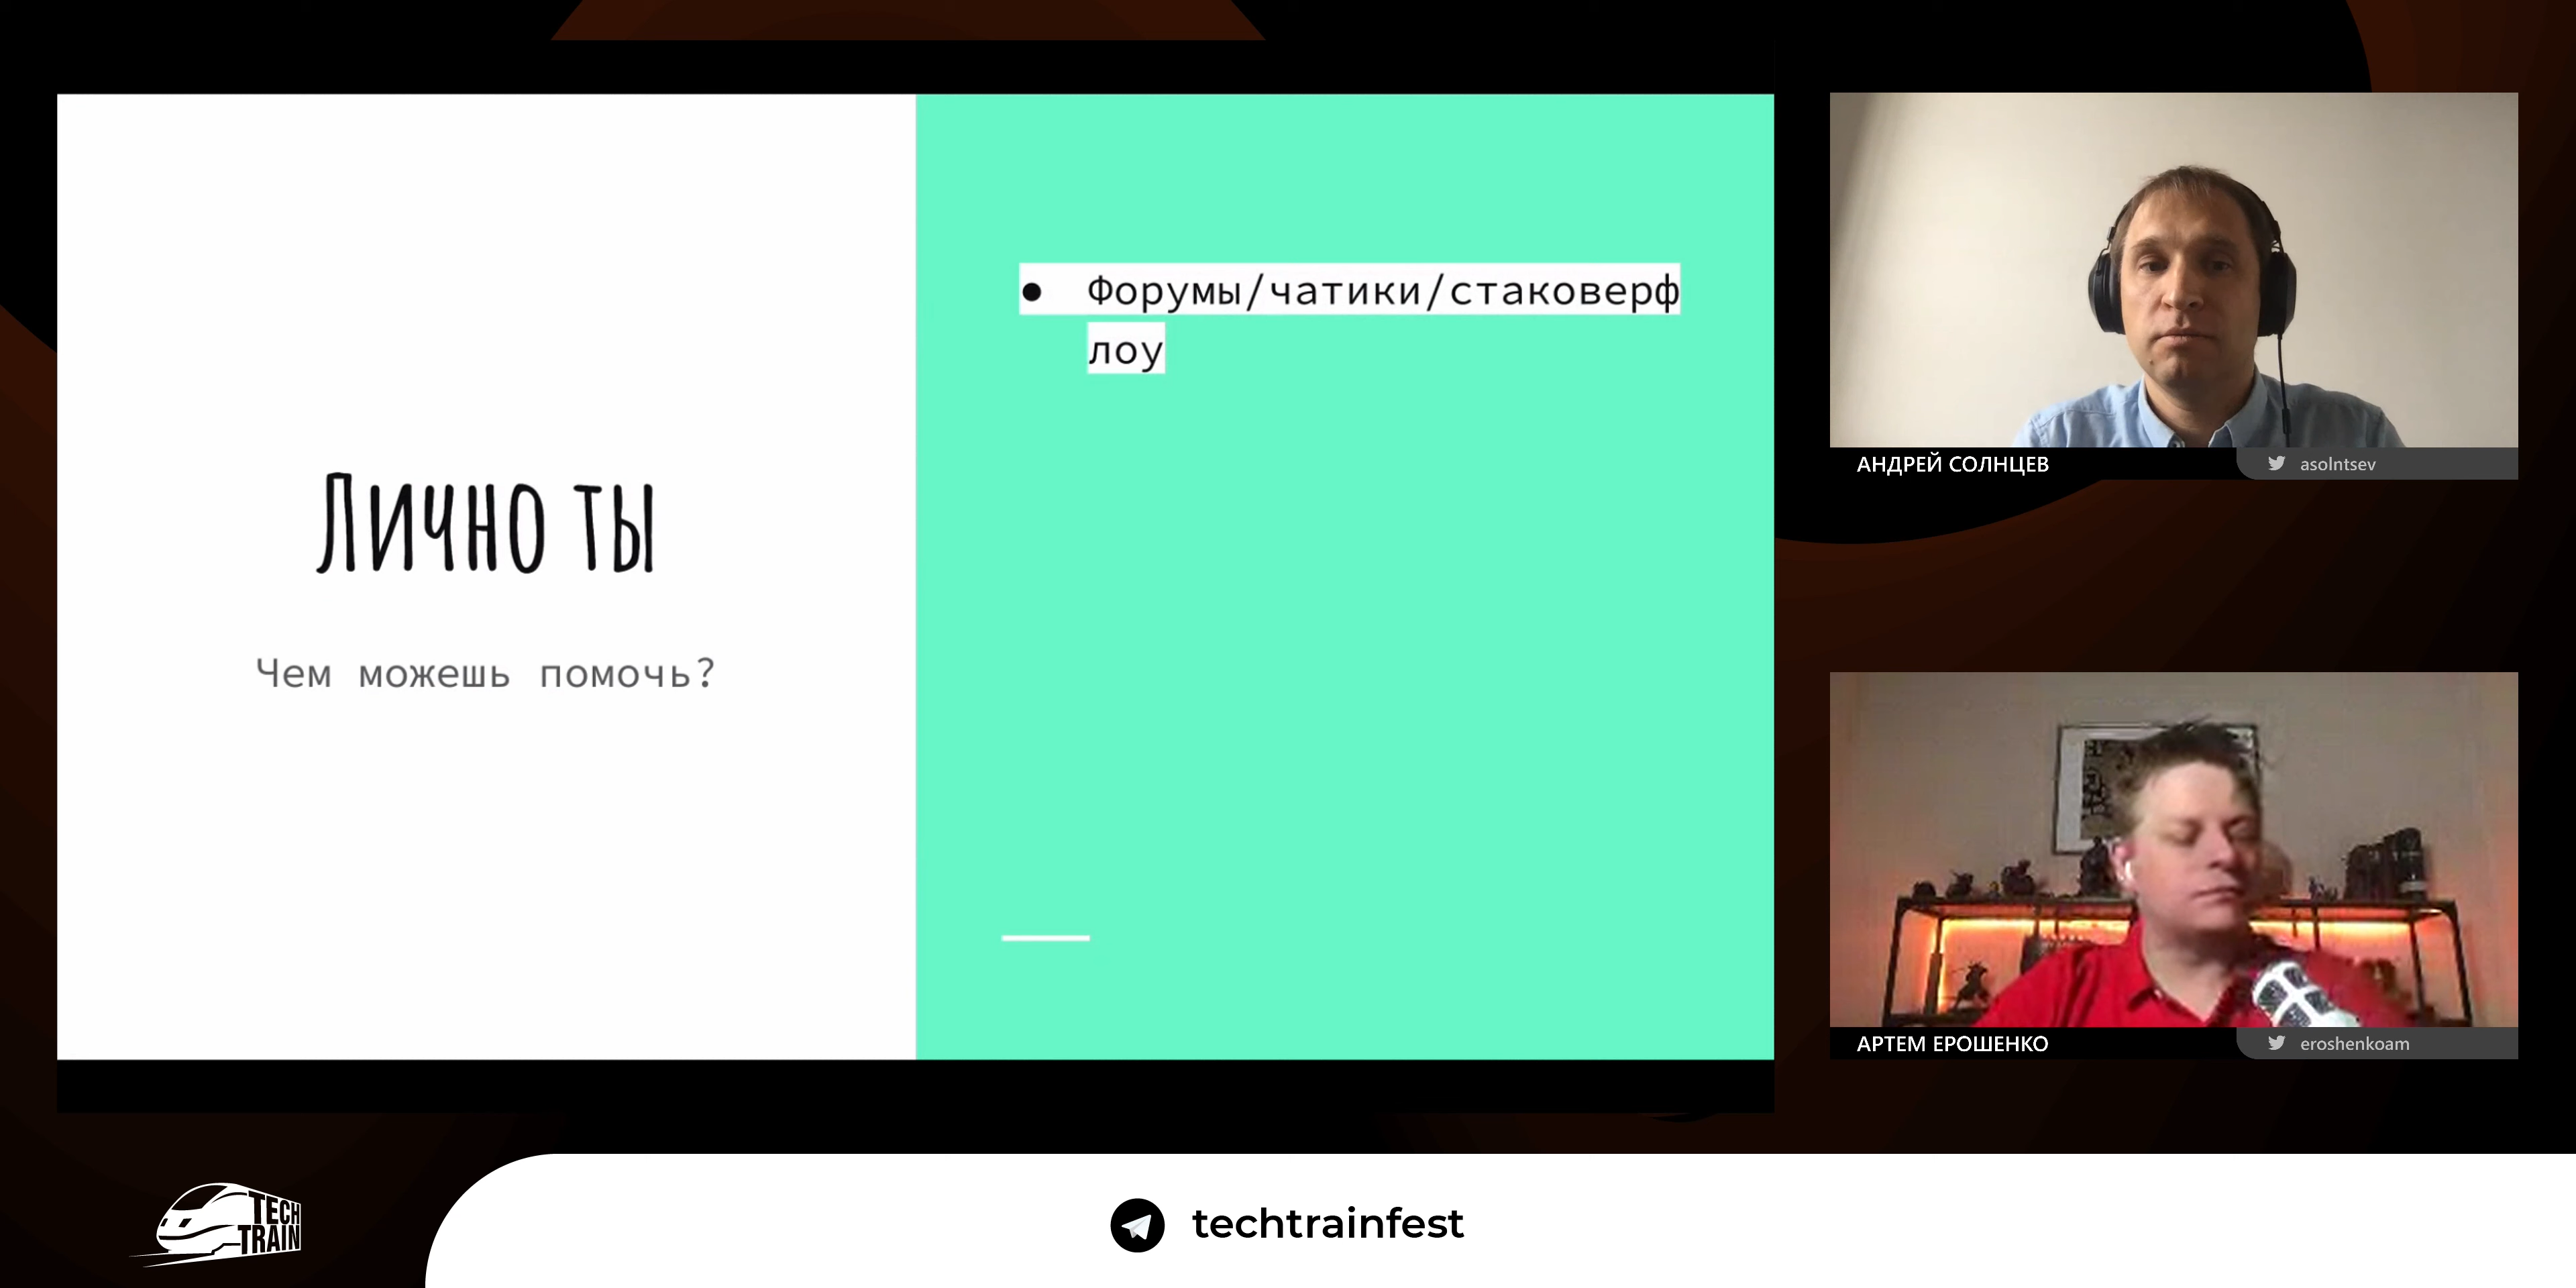 Лично ты
Чем можешь помочь?
● Форумы/чатики/стаковерф
лоу
АНДРЕЙ СОЛНЦЕВ
asolntsev
АРТЕМ ЕРОШЕНКО
eroshenkoam
TECH
TRAIN
techtrainfest